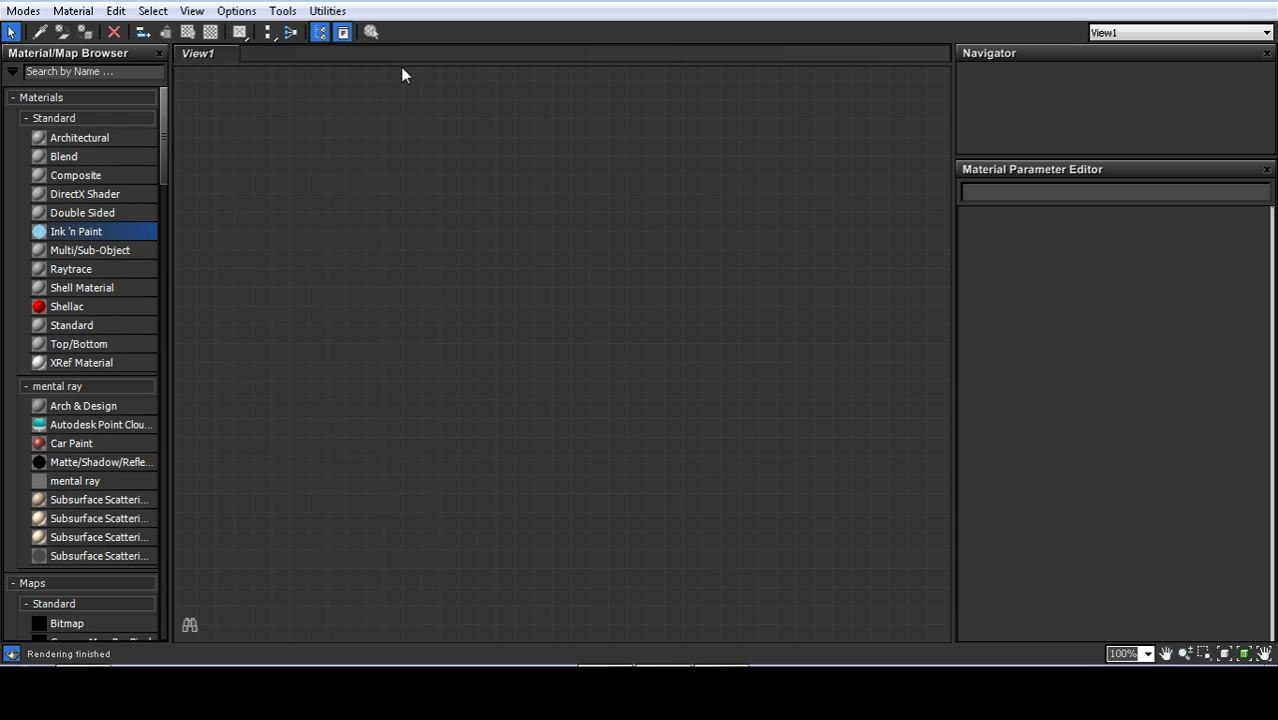 Modes Material Edit Select View Options Tools Utilities
View1
Material/Map Browser
View1
Navigator
Search by Name ...
- Materials
- Standard
Architectural
Blend
Composite
DirectX Shader
Double Sided
Ink 'n Paint
Multi/Sub-Object
Raytrace
Shell Material
Shellac
Standard
Top/Bottom
XRef Material
- mental ray
Arch & Design
Autodesk Point Clou...
Car Paint
Matte/Shadow/Refle...
mental ray
Subsurface Scatteri...
Subsurface Scatteri...
Subsurface Scatteri...
Subsurface Scatteri...
- Maps
- Standard
Bitmap
Material Parameter Editor
Rendering finished
100%